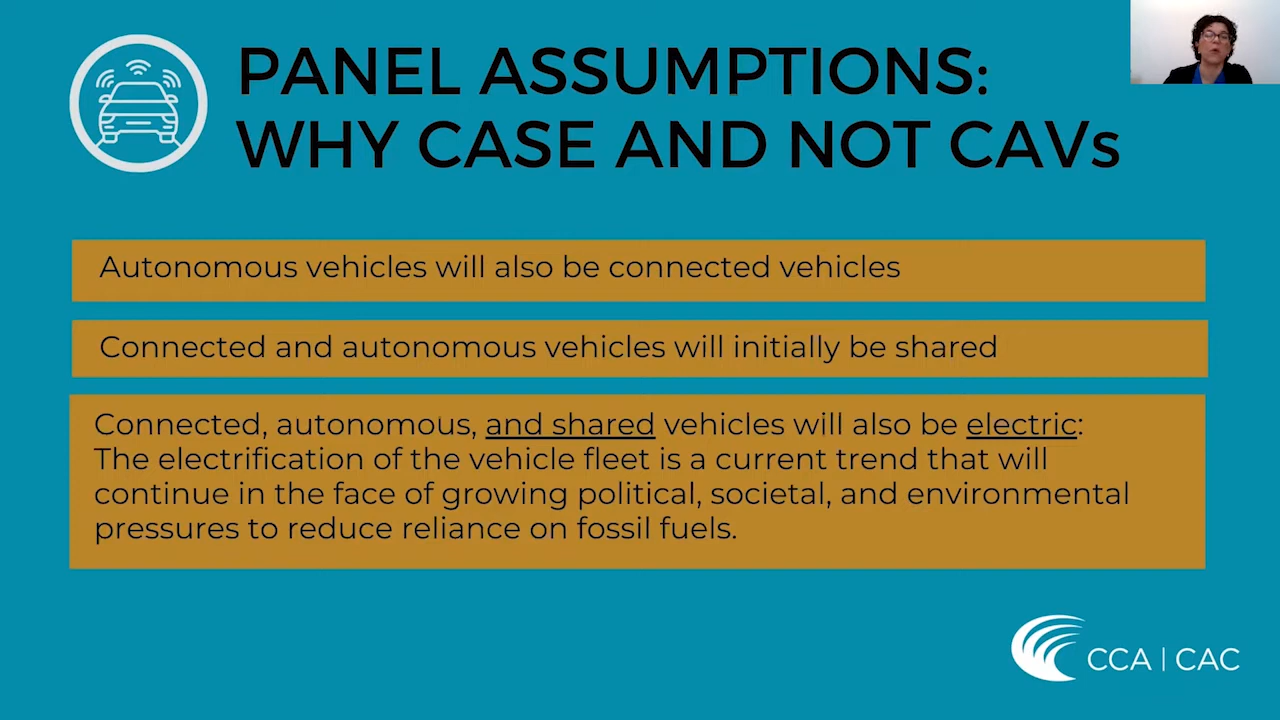 PANEL ASSUMPTIONS:
WHY CASE AND NOT CAVs
Autonomous vehicles will also be connected vehicles
Connected and autonomous vehicles will initially be shared
Connected, autonomous, and shared vehicles will also be electric:
The electrification of the vehicle fleet is a current trend that will
continue in the face of growing political, societal, and environmental
pressures to reduce reliance on fossil fuels.
CCA | CAC